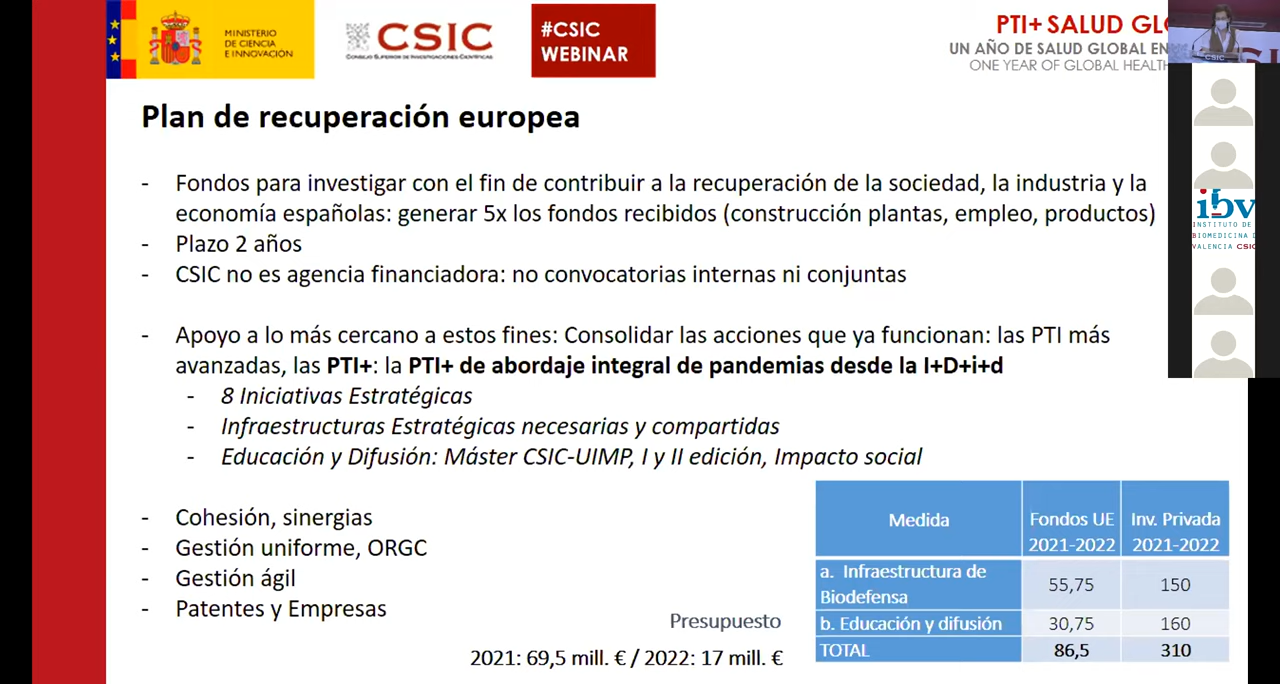 MINISTERIO
DE CIENCIA
E INNOVACIÓN
CSIC
CONSEJO SUPERIOR DE INVESTIGACIONES CIENTÍFICAS
#CSIC
WEBINAR
PTI+ SALUD GLO
UN AÑO DE SALUD GLOBAL EN
ONE YEAR OF GLOBAL HEALTH
CSIC
Plan de recuperación europea
- Fondos para investigar con el fin de contribuir a la recuperación de la sociedad, la industria y la
economía españolas: generar 5x los fondos recibidos (construcción plantas, empleo, productos)
- Plazo 2 años
- CSIC no es agencia financiadora: no convocatorias internas ni conjuntas
- Apoyo a lo más cercano a estos fines: Consolidar las acciones que ya funcionan: las PTI más
avanzadas, las PTI+: la PTI+ de abordaje integral de pandemias desde la I+D+i+d
- 8 Iniciativas Estratégicas
- Infraestructuras Estratégicas necesarias y compartidas
- Educación y Difusión: Máster CSIC-UIMP, I y II edición, Impacto social
- Cohesión, sinergias
- Gestión uniforme, ORGC
- Gestión ágil
- Patentes y Empresas
Presupuesto
2021: 69,5 mill. € / 2022: 17 mill. €
Medida Fondos UE 2021-2022 Inv. Privada 2021-2022
a. Infraestructura de Biodefensa 55,75 150
b. Educación y difusión 30,75 160
TOTAL 86,5 310
ibv
INSTITUTO DE
BIOMEDICINA D
VALENCIA CSIC